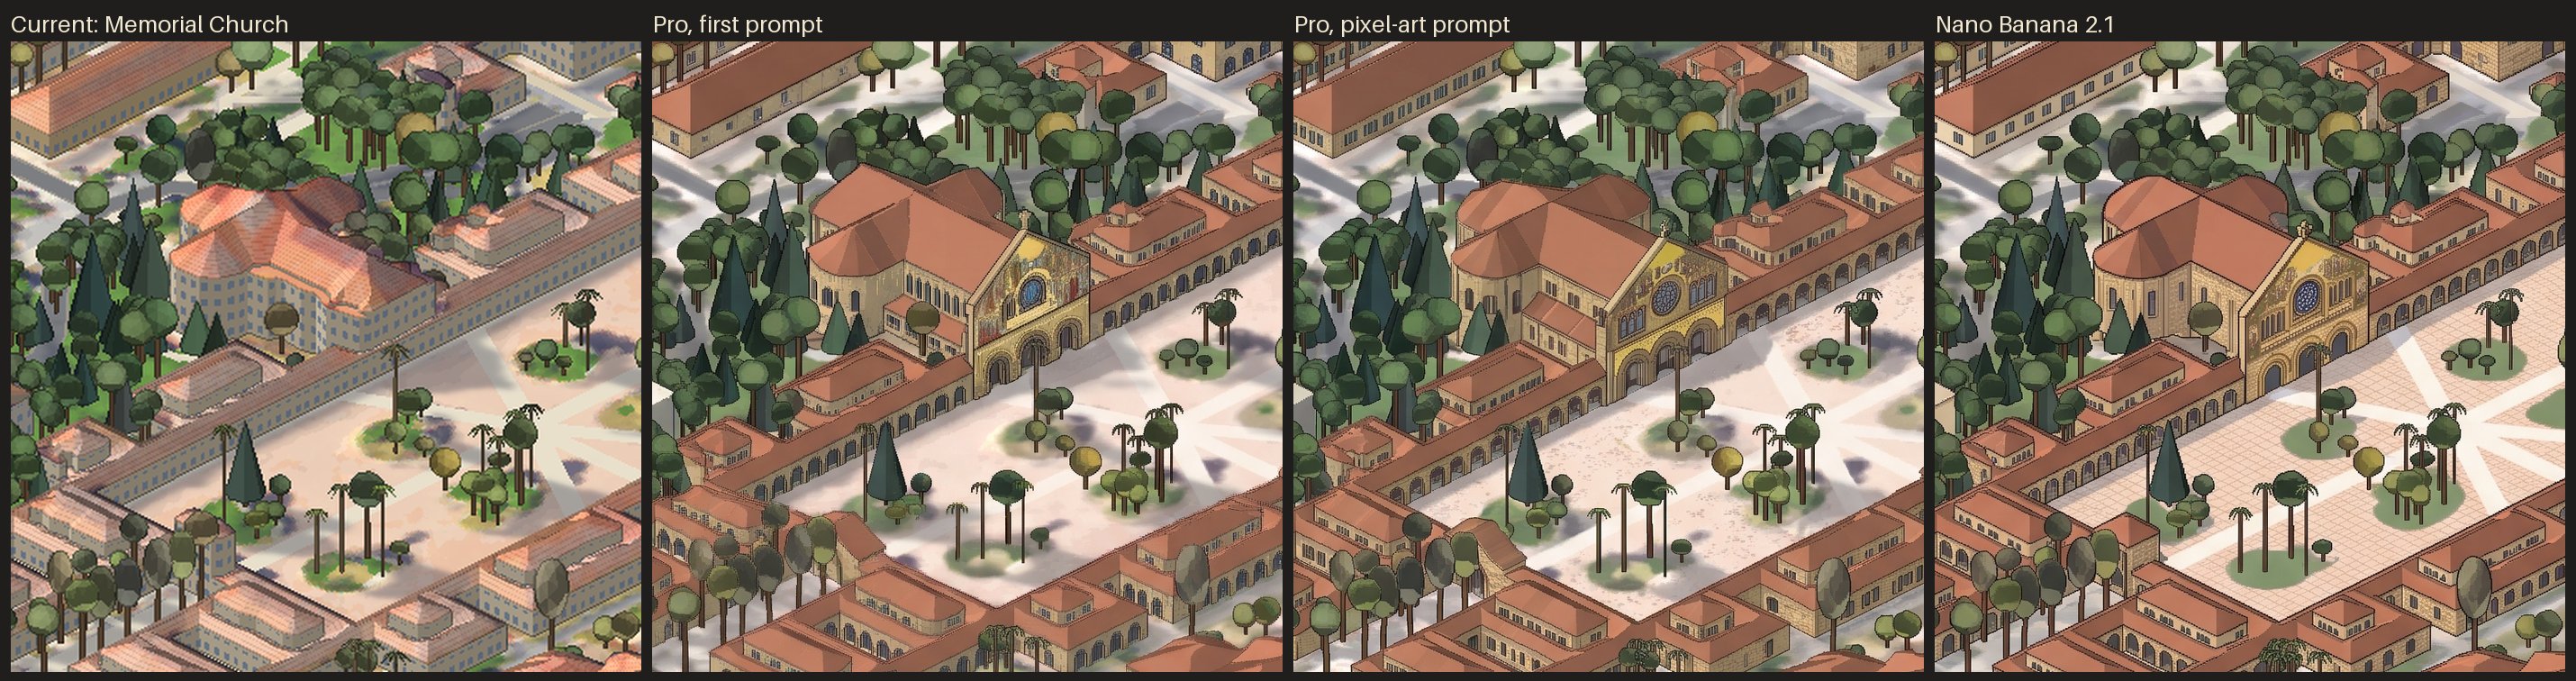 Current: Memorial Church
Pro, first prompt
Pro, pixel-art prompt
Nano Banana 2.1